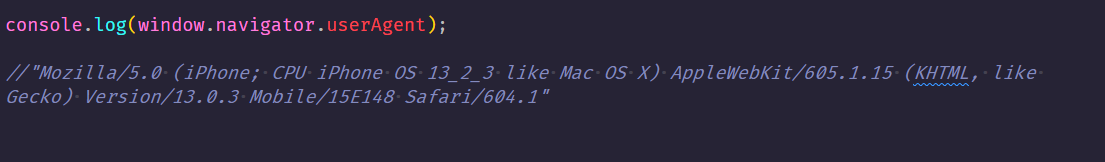 console.log(window.navigator.userAgent);
//"Mozilla/5.0 (iPhone; CPU iPhone OS 13_2_3 like Mac OS X) AppleWebKit/605.1.15 (KHTML, like
Gecko) Version/13.0.3 Mobile/15E148 Safari/604.1"